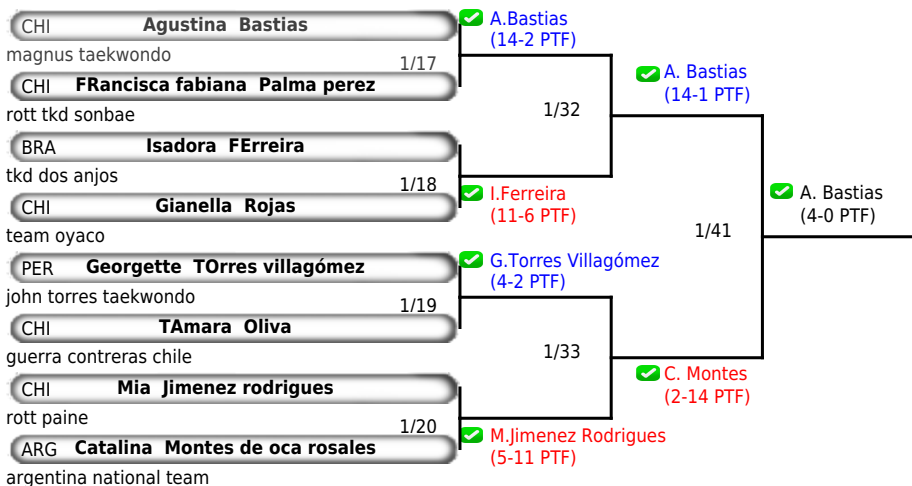 CHI Agustina Bastias
magnus taekwondo
1/17
CHI FRancisca fabiana Palma perez
rott tkd sonbae
BRA Isadora FErreira
tkd dos anjos
1/18
CHI Gianella Rojas
team oyaco
PER Georgette TOrres villagómez
john torres taekwondo
1/19
CHI TAmara Oliva
guerra contreras chile
CHI Mia Jimenez rodrigues
rott paine
1/20
ARG Catalina Montes de oca rosales
argentina national team
A.Bastias
(14-2 PTF)
1/32
I.Ferreira
(11-6 PTF)
G.Torres Villagómez
(4-2 PTF)
1/33
M.Jimenez Rodrigues
(5-11 PTF)
A. Bastias
(14-1 PTF)
1/41
C. Montes
(2-14 PTF)
A. Bastias
(4-0 PTF)